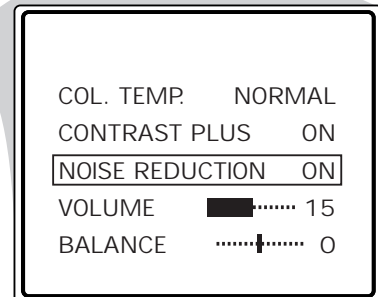 COL. TEMP. NORMAL
CONTRAST PLUS ON
NOISE REDUCTION ON
VOLUME 15
BALANCE 0